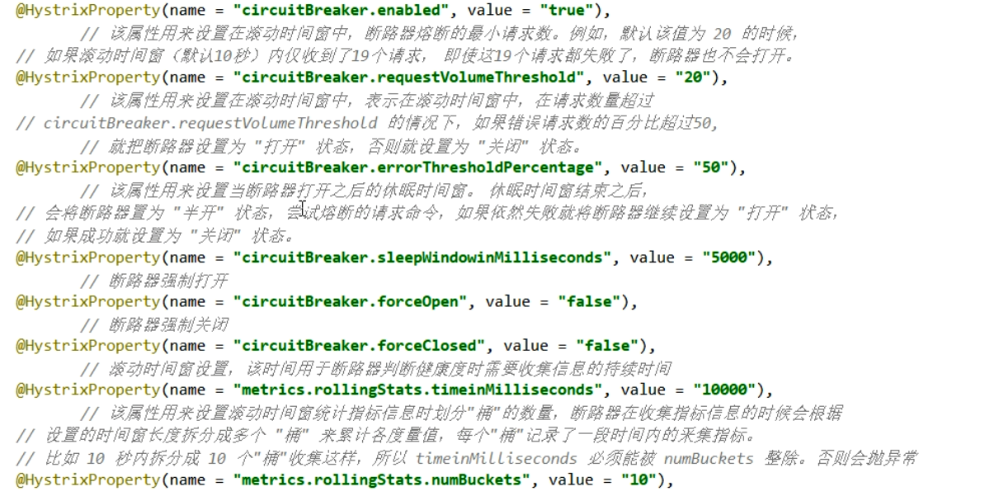 @HystrixProperty(name = "circuitBreaker.enabled", value = "true"),
// 该属性用来设置在滚动时间窗中，断路器熔断的最小请求数。例如，默认该值为 20 的时候，
// 如果滚动时间窗（默认10秒）内仅收到了19个请求， 即使这19个请求都失败了，断路器也不会打开。
@HystrixProperty(name = "circuitBreaker.requestVolumeThreshold", value = "20"),
// 该属性用来设置在滚动时间窗中，表示在滚动时间窗中，在请求数量超过
// circuitBreaker.requestVolumeThreshold 的情况下，如果错误请求数的百分比超过50，
// 就把断路器设置为 "打开" 状态，否则就设置为 "关闭" 状态。
@HystrixProperty(name = "circuitBreaker.errorThresholdPercentage", value = "50"),
// 该属性用来设置当断路器打开之后的休眠时间窗。 休眠时间窗结束之后，
// 会将断路器置为 "半开" 状态，尝试熔断的请求命令，如果依然失败就将断路器继续设置为 "打开" 状态，
// 如果成功就设置为 "关闭" 状态。
@HystrixProperty(name = "circuitBreaker.sleepWindowinMilliseconds", value = "5000"),
// 断路器强制打开
@HystrixProperty(name = "circuitBreaker.forceOpen", value = "false"),
// 断路器强制关闭
@HystrixProperty(name = "circuitBreaker.forceClosed", value = "false"),
// 滚动时间窗设置，该时间用于断路器判断健康度时需要收集信息的持续时间
@HystrixProperty(name = "metrics.rollingStats.timeinMilliseconds", value = "10000"),
// 该属性用来设置滚动时间窗统计指标信息时划分"桶"的数量，断路器在收集指标信息的时候会根据
// 设置的时间窗长度拆分成多个 "桶" 来累计各度量值，每个"桶"记录了一段时间内的采集指标。
// 比如 10 秒内拆分成 10 个"桶"收集这样，所以 timeinMilliseconds 必须能被 numBuckets 整除。否则会抛异常
@HystrixProperty(name = "metrics.rollingStats.numBuckets", value = "10"),